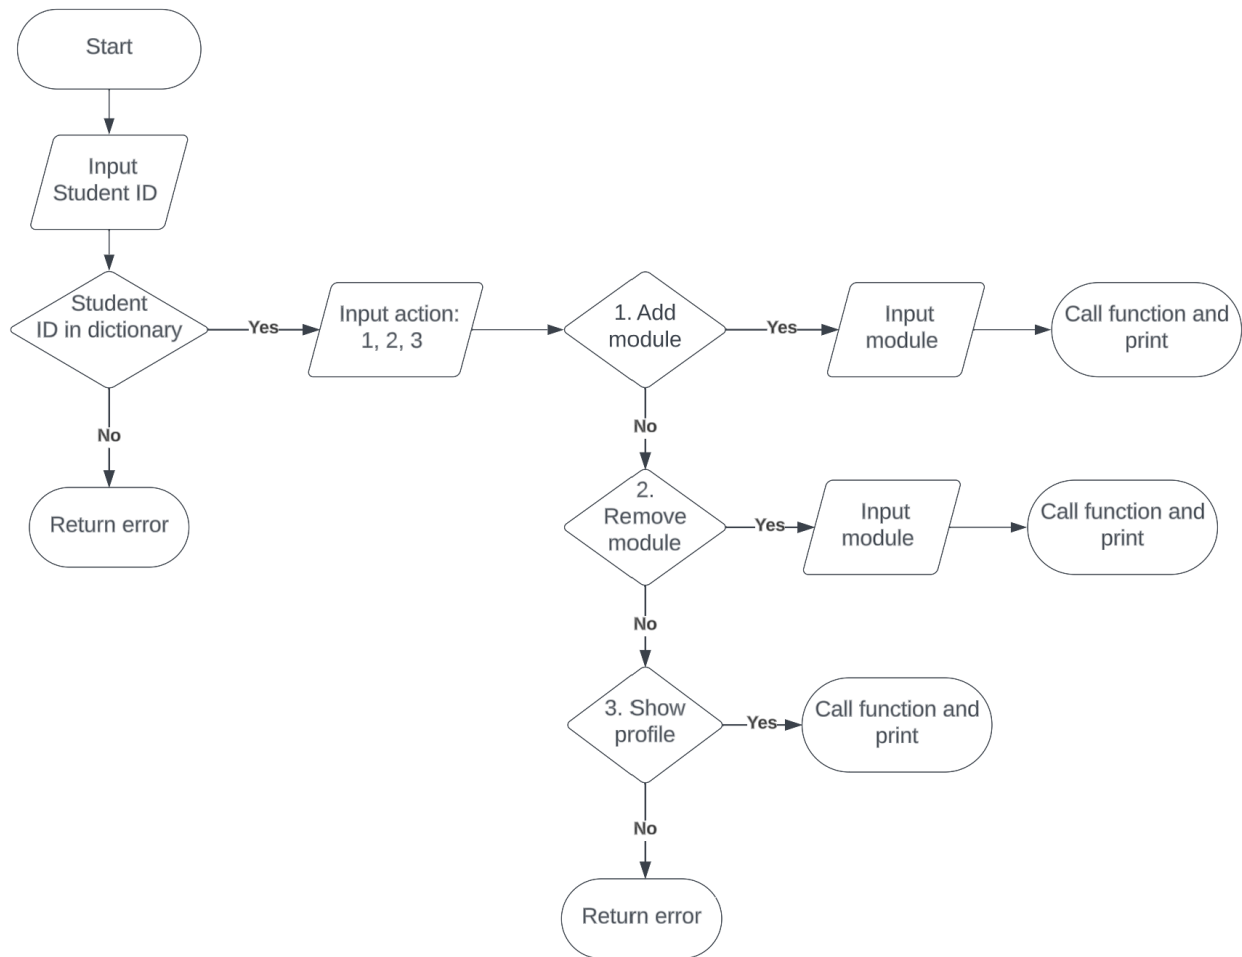 Start
Input
Student ID
Student
ID in dictionary
Yes
Input action:
1, 2, 3
1. Add
module
Yes
Input
module
Call function and
print
No
Return error
No
2.
Remove
module
Yes
Input
module
Call function and
print
No
3. Show
profile
Yes
Call function and
print
No
Return error